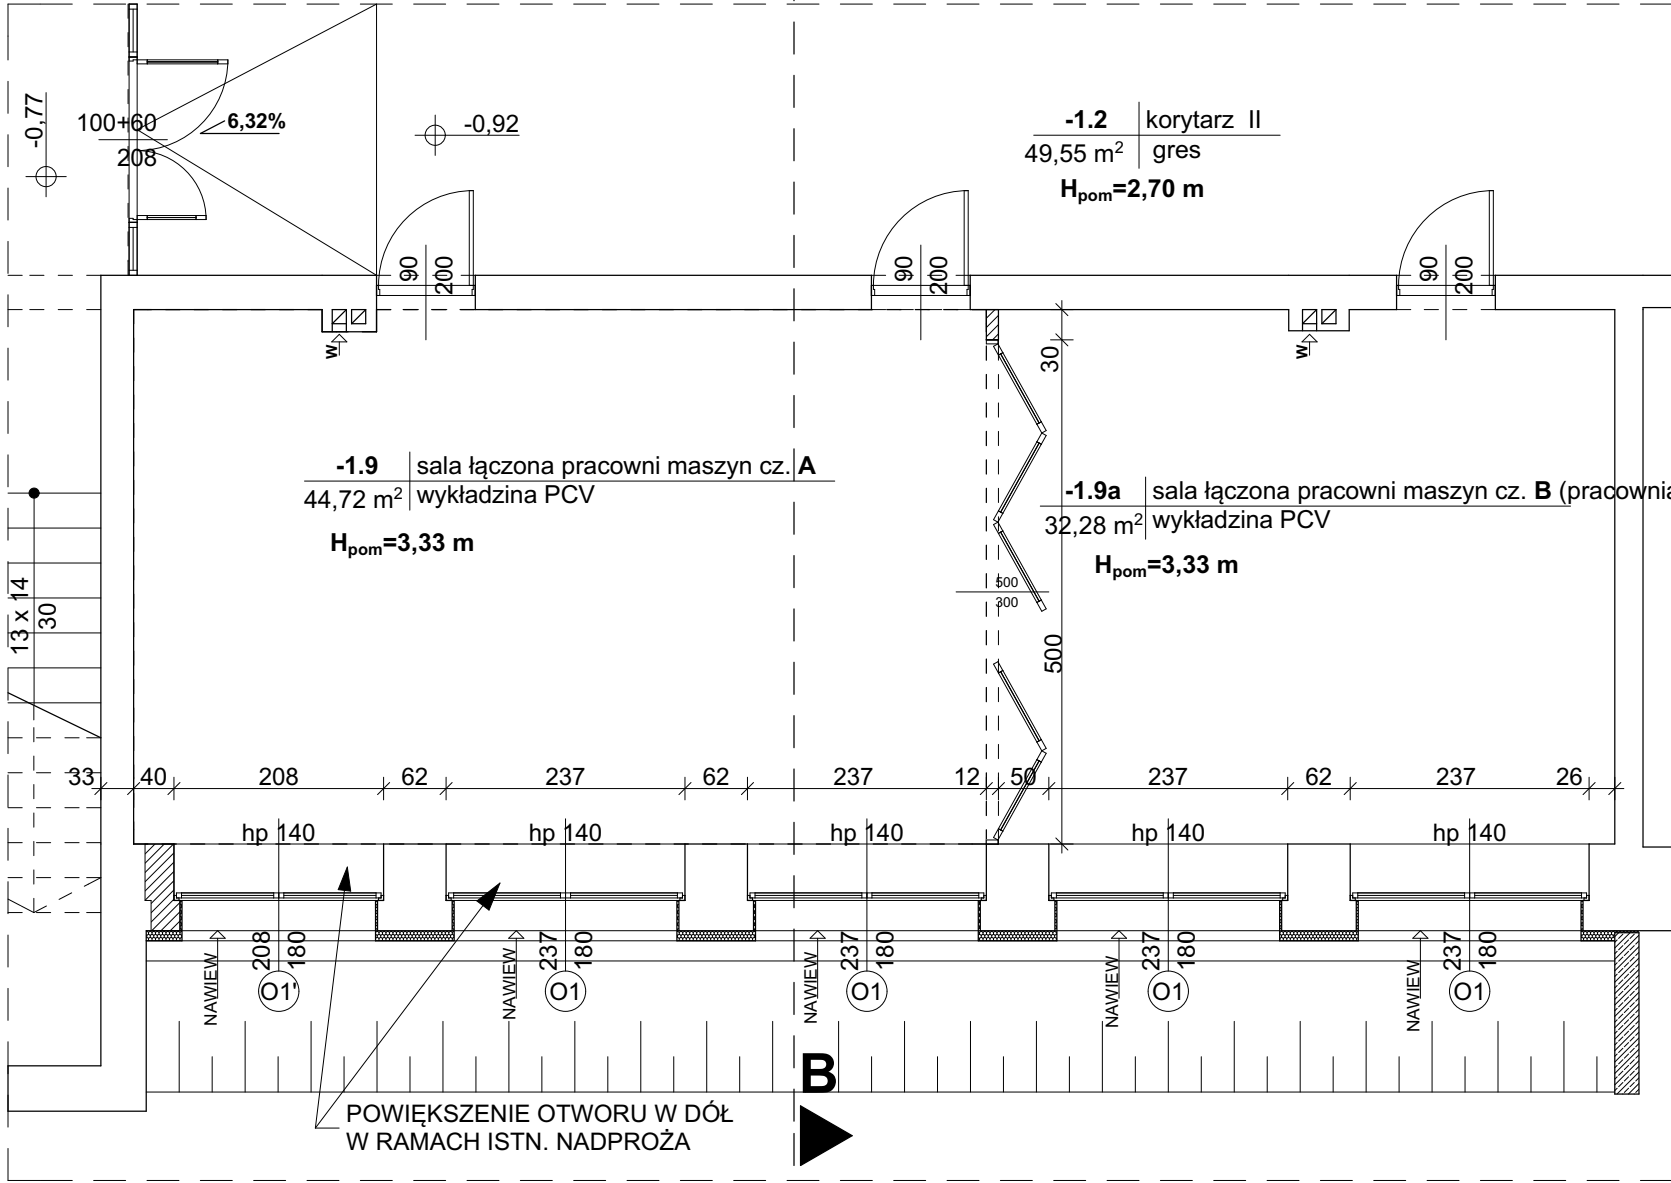 -0,77
100+60
208
6,32%
-0,92
-1.2 korytarz II
49,55 m² gres
Hpom=2,70 m
90
200
90
200
90
200
w
w
30
-1.9 sala łączona pracowni maszyn cz. A
44,72 m² wykładzina PCV
Hpom=3,33 m
-1.9a sala łączona pracowni maszyn cz. B (pracownia
32,28 m² wykładzina PCV
Hpom=3,33 m
500
300
13 x 14
30
500
33 40 208 62 237 62 237 12 50 237 62 237 26
hp 140 hp 140 hp 140 hp 140 hp 140
NAWIEW 208 180 NAWIEW 237 180 NAWIEW 237 180 NAWIEW 237 180 NAWIEW 237 180
O1' O1 O1 O1 O1
B
POWIĘKSZENIE OTWORU W DÓŁ
W RAMACH ISTN. NADPROŻA